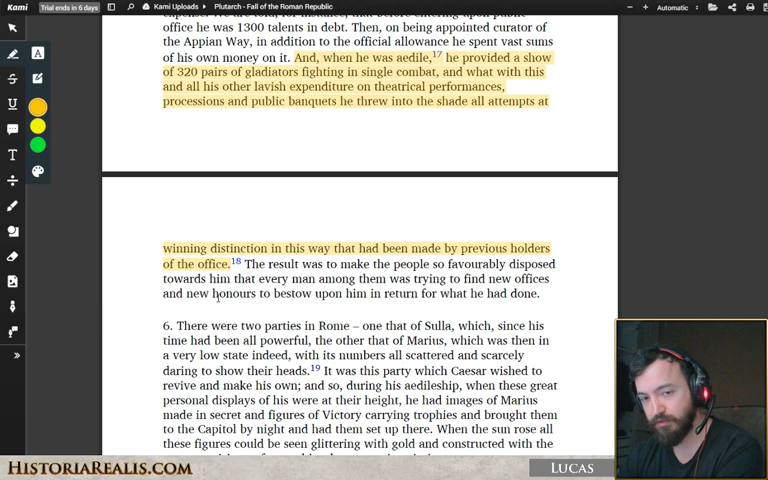 Kami
Trial ends in 6 days
Kami Uploads > Plutarch - Fall of the Roman Republic
Automatic
office he was 1300 talents in debt. Then, on being appointed curator of
the Appian Way, in addition to the official allowance he spent vast sums
of his own money on it. And, when he was aedile,17 he provided a show
of 320 pairs of gladiators fighting in single combat, and what with this
and all his other lavish expenditure on theatrical performances,
processions and public banquets he threw into the shade all attempts at
winning distinction in this way that had been made by previous holders
of the office.18 The result was to make the people so favourably disposed
towards him that every man among them was trying to find new offices
and new honours to bestow upon him in return for what he had done.
6. There were two parties in Rome – one that of Sulla, which, since his
time had been all powerful, the other that of Marius, which was then in
a very low state indeed, with its numbers all scattered and scarcely
daring to show their heads.19 It was this party which Caesar wished to
revive and make his own; and so, during his aedileship, when these great
personal displays of his were at their height, he had images of Marius
made in secret and figures of Victory carrying trophies and brought them
to the Capitol by night and had them set up there. When the sun rose all
these figures could be seen glittering with gold and constructed with the
HistoriaRealis.com
Lucas